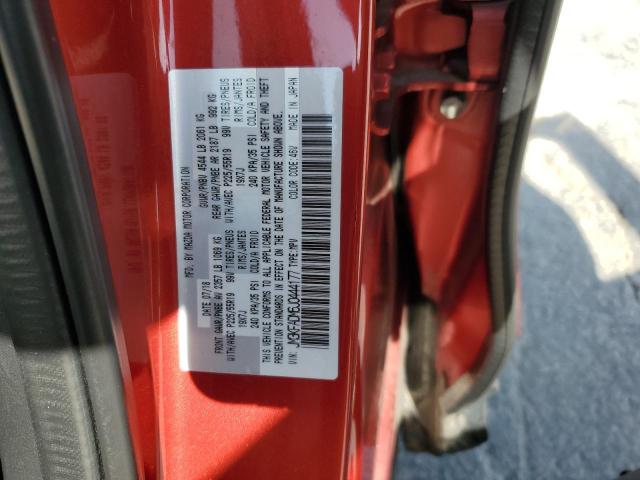 MFD. BY MAZDA MOTOR CORPORATION
DATE 07/18 GVWR/PNBV 4544 LB 2061 KG
FRONT GAWR/PNBE AV 2357 LB 1069 KG REAR GAWR/PNBE AR 2187 LB 992 KG
WITH/AVEC P225/55R19 99V TIRES/PNEUS WITH/AVEC P225/55R19 99V TIRES/PNEUS
19X7J RIMS/JANTES 19X7J RIMS/JANTES
240 KPA/35 PSI COLD/A FROID 240 KPA/35 PSI COLD/A FROID
THIS VEHICLE CONFORMS TO ALL APPLICABLE FEDERAL MOTOR VEHICLE SAFETY AND THEFT
PREVENTION STANDARDS IN EFFECT ON THE DATE OF MANUFACTURE SHOWN ABOVE.
VIN: JM3KFADM5J0444177 TYPE:MPV COLOR CODE:46V MADE IN JAPAN